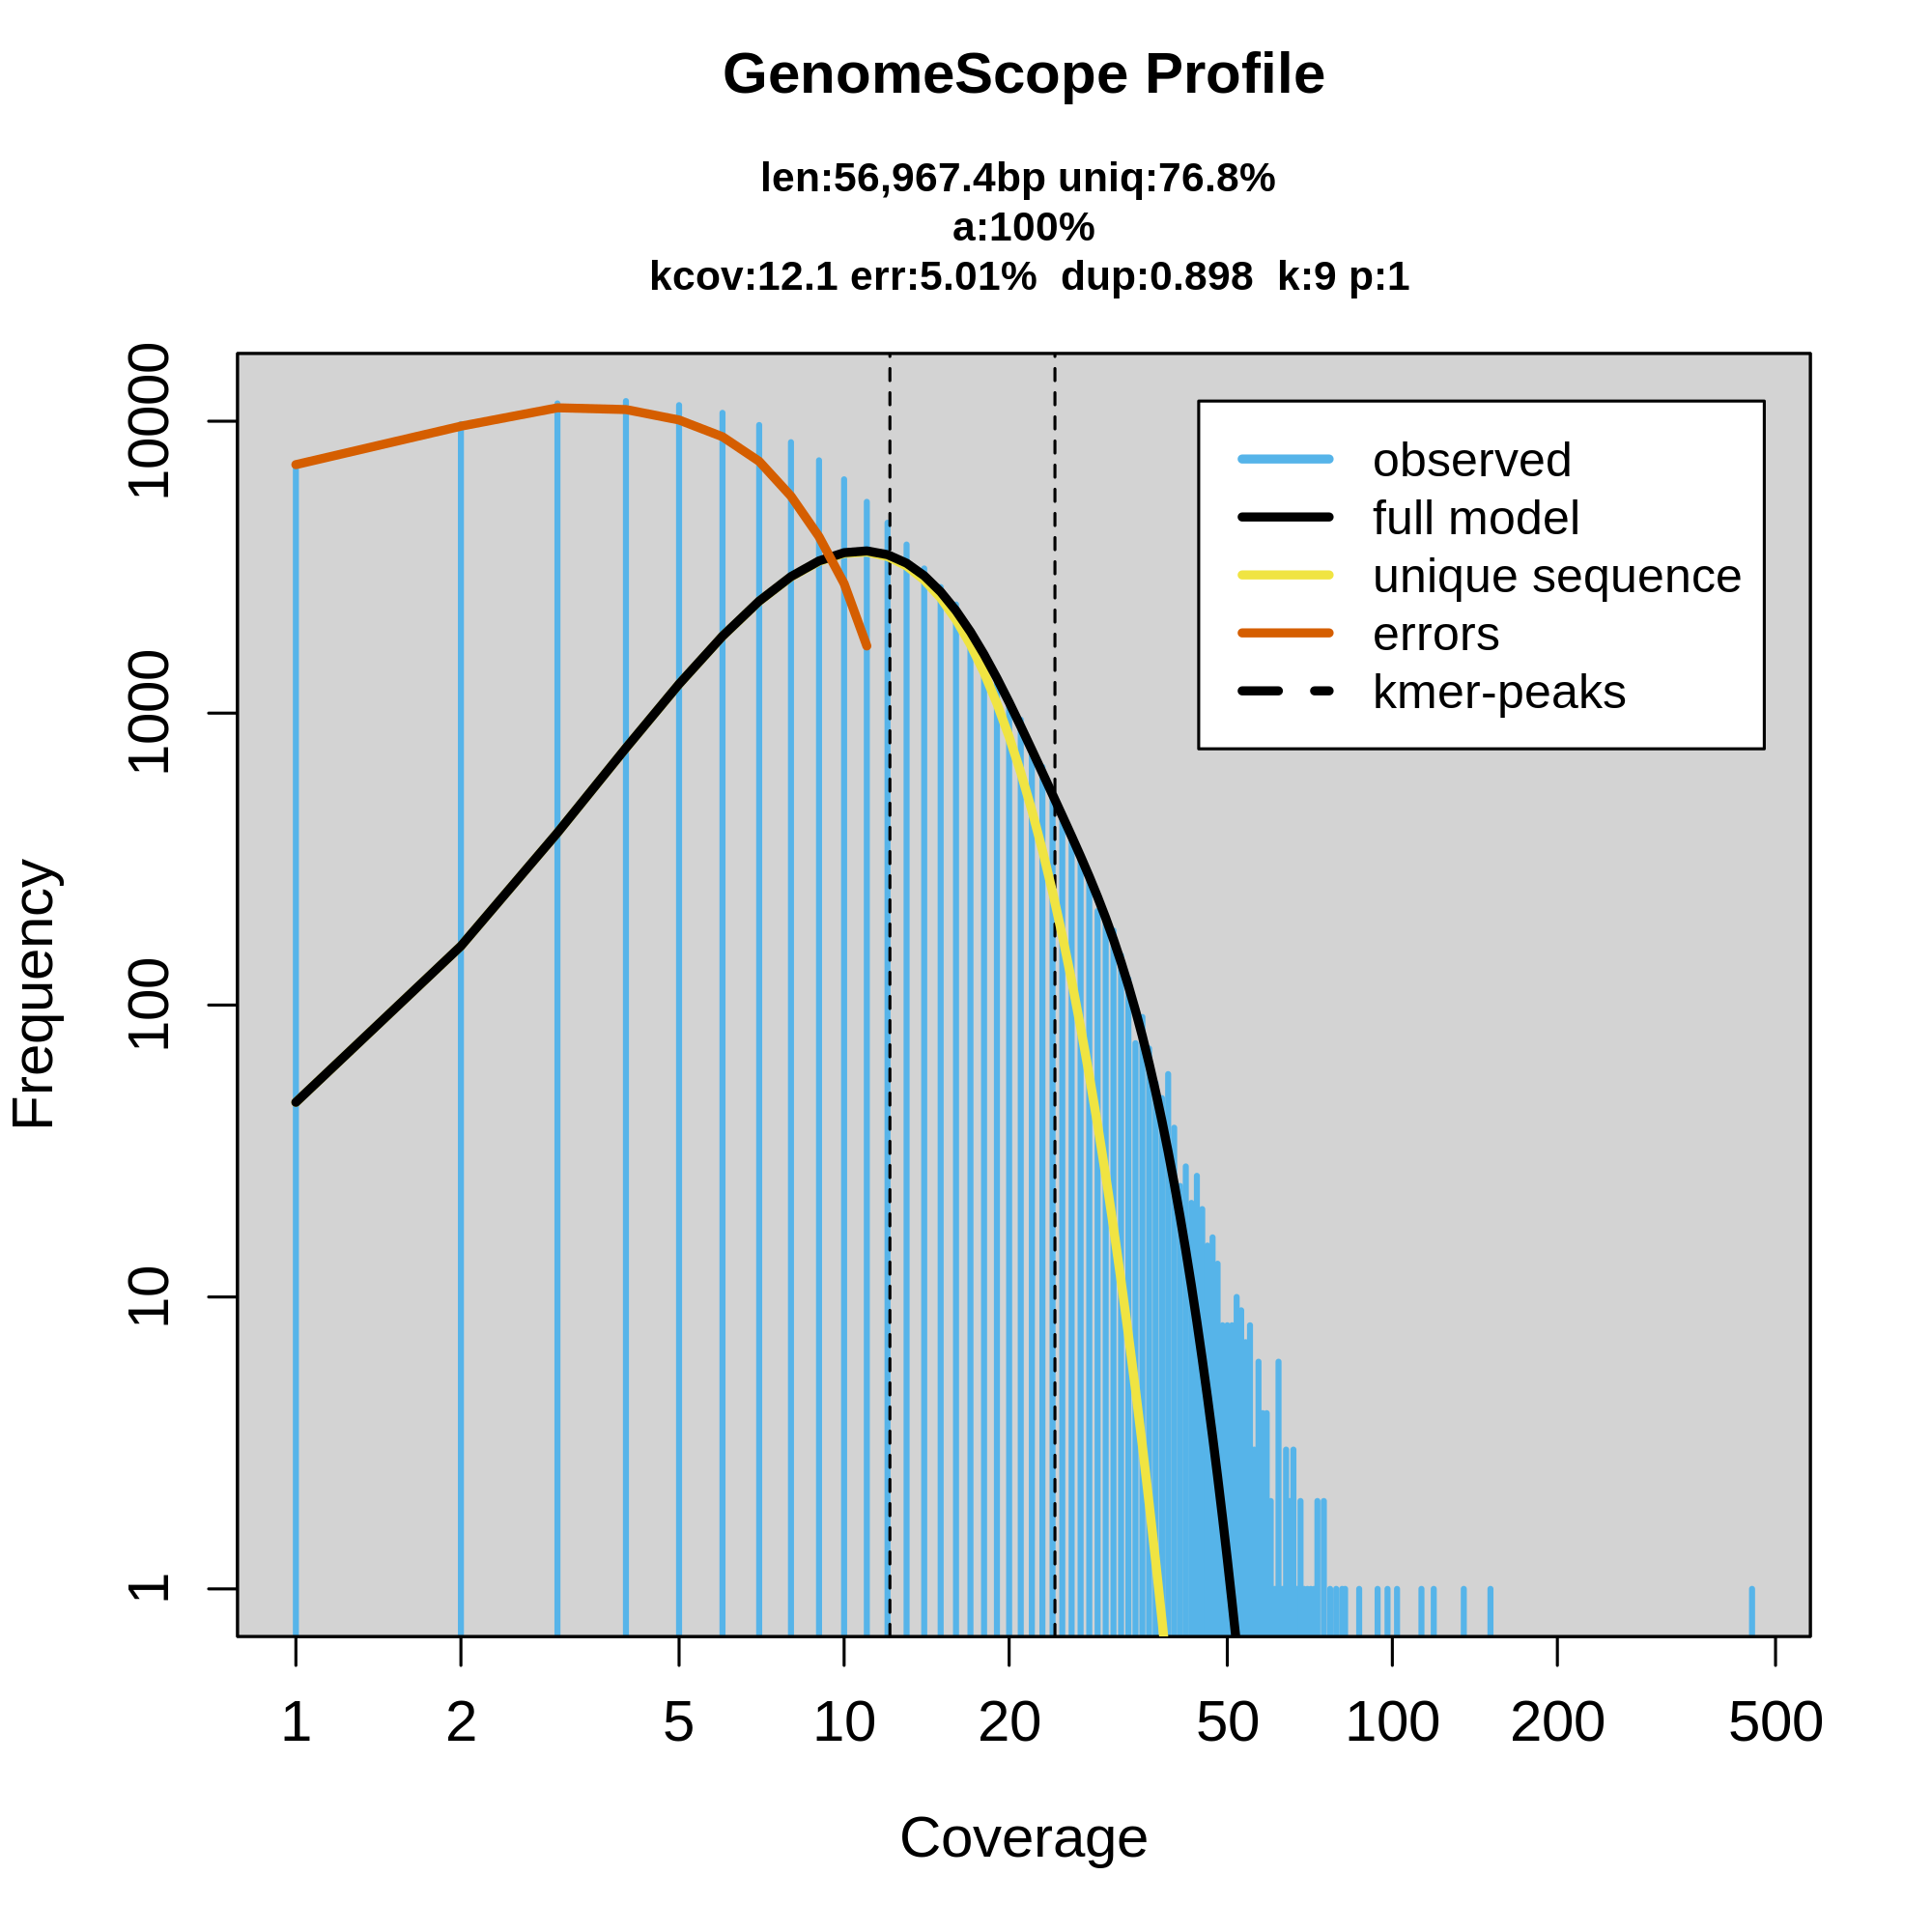 GenomeScope Profile
len:56,967.4bp uniq:76.8%
a:100%
kcov:12.1 err:5.01%  dup:0.898  k:9 p:1
observed
full model
unique sequence
errors
kmer-peaks
Frequency
10000
1000
100
10
1
1 2 5 10 20 50 100 200 500
Coverage